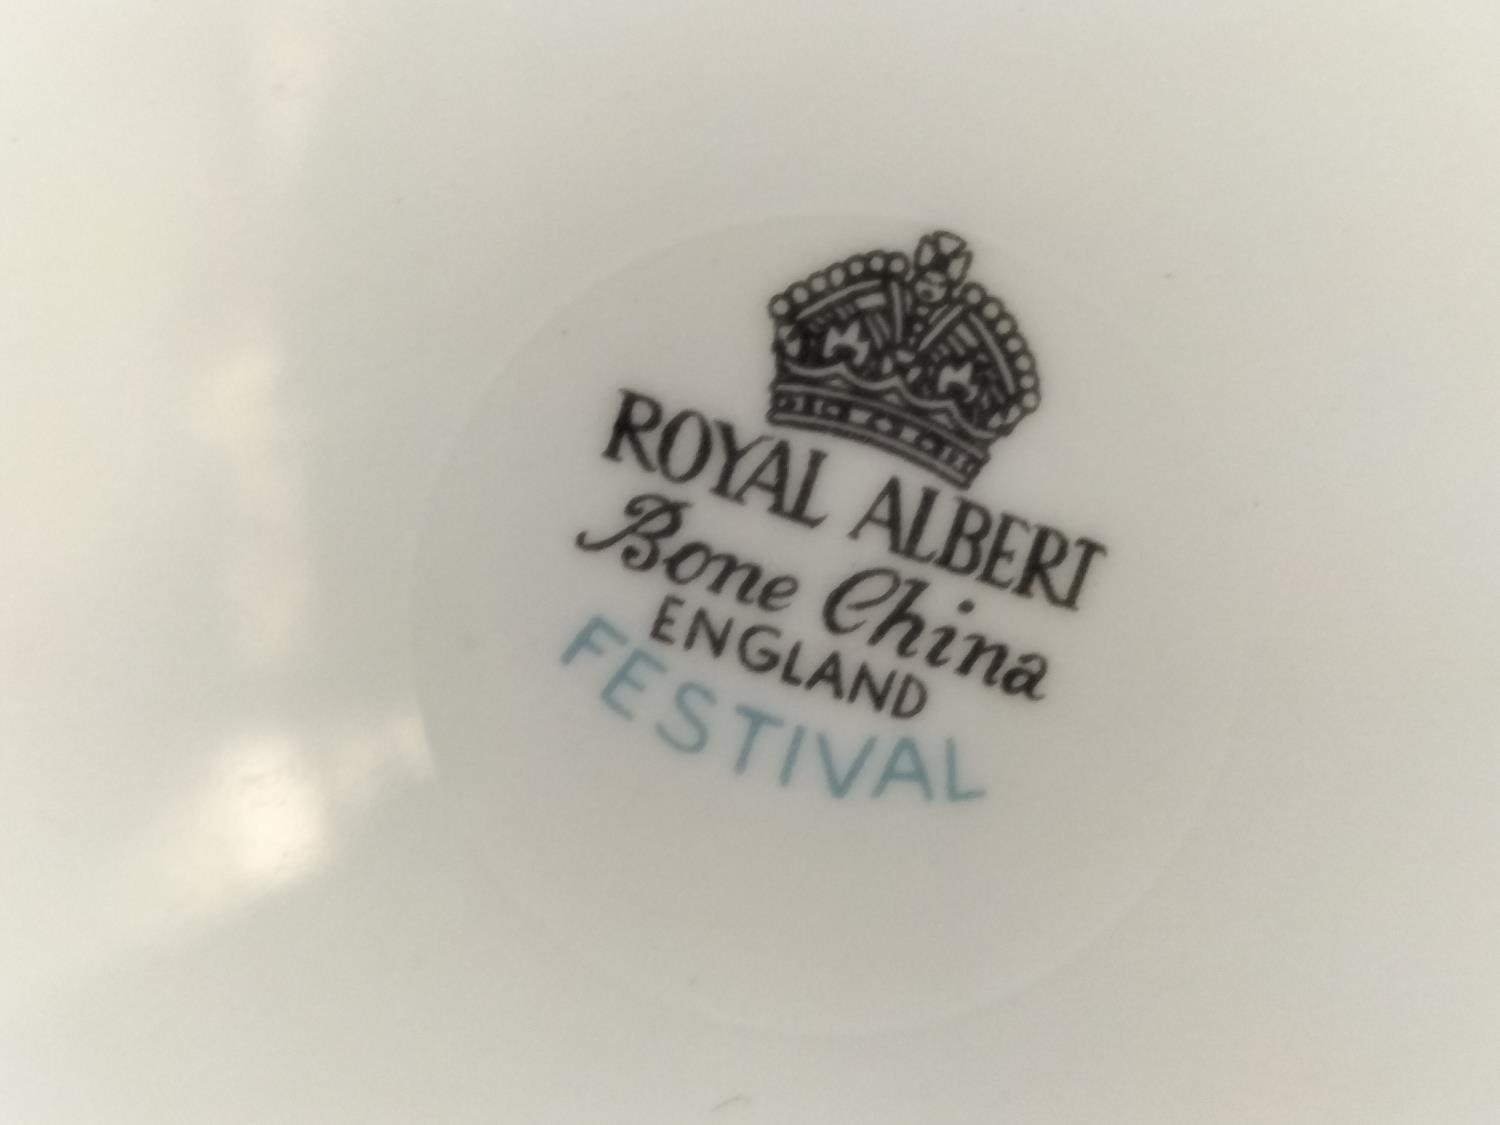 ROYAL ALBERT
Bone China
ENGLAND
FESTIVAL